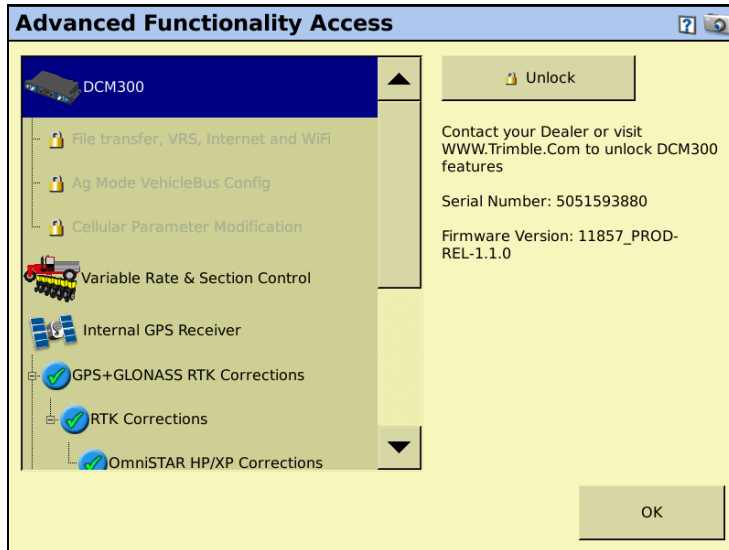 Advanced Functionality Access
DCM300
File transfer, VRS, Internet and WiFi
Ag Mode VehicleBus Config
Cellular Parameter Modification
Variable Rate & Section Control
Internal GPS Receiver
GPS+GLONASS RTK Corrections
RTK Corrections
OmniSTAR HP/XP Corrections
Unlock
Contact your Dealer or visit
WWW.Trimble.Com to unlock DCM300
features
Serial Number: 5051593880
Firmware Version: 11857_PROD-
REL-1.1.0
OK